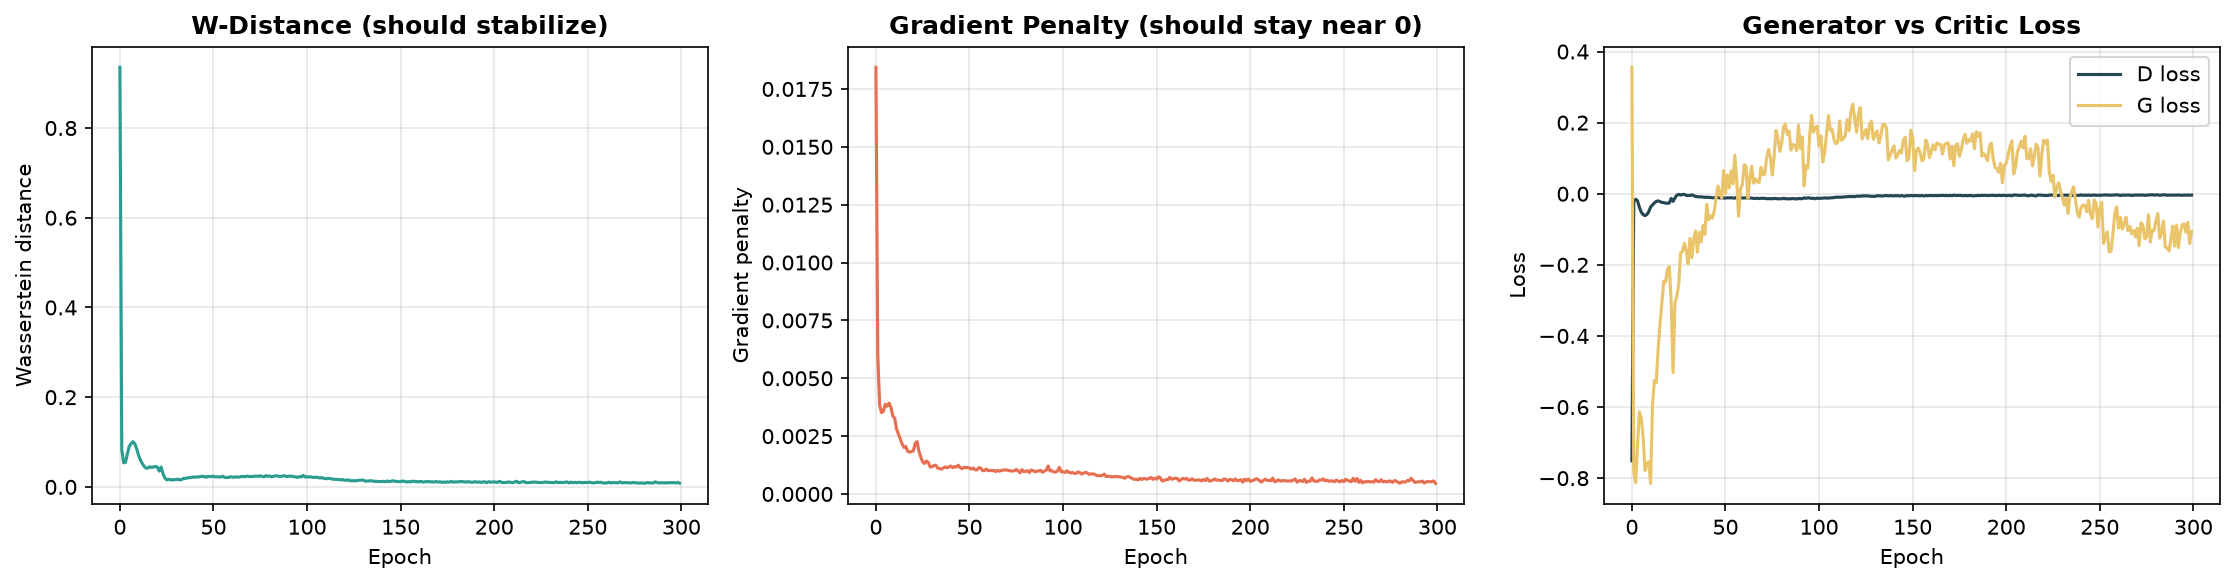 W-Distance (should stabilize)
Wasserstein distance
0.8
0.6
0.4
0.2
0.0
0 50 100 150 200 250 300
Epoch
Gradient Penalty (should stay near 0)
Gradient penalty
0.0175
0.0150
0.0125
0.0100
0.0075
0.0050
0.0025
0.0000
0 50 100 150 200 250 300
Epoch
Generator vs Critic Loss
Loss
0.4
0.2
0.0
−0.2
−0.4
−0.6
−0.8
D loss
G loss
0 50 100 150 200 250 300
Epoch